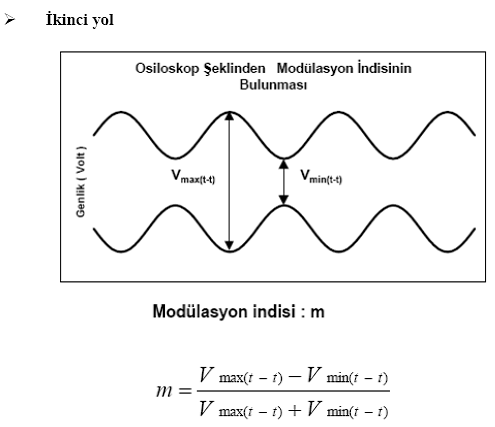 ➢ İkinci yol
Osiloskop Şeklinden Modülasyon İndisinin
Bulunması
Genlik ( Volt )
Vmax(t-t)
Vmin(t-t)
Modülasyon indisi : m
m = V max(t − t) − V min(t − t)
V max(t − t) + V min(t − t)